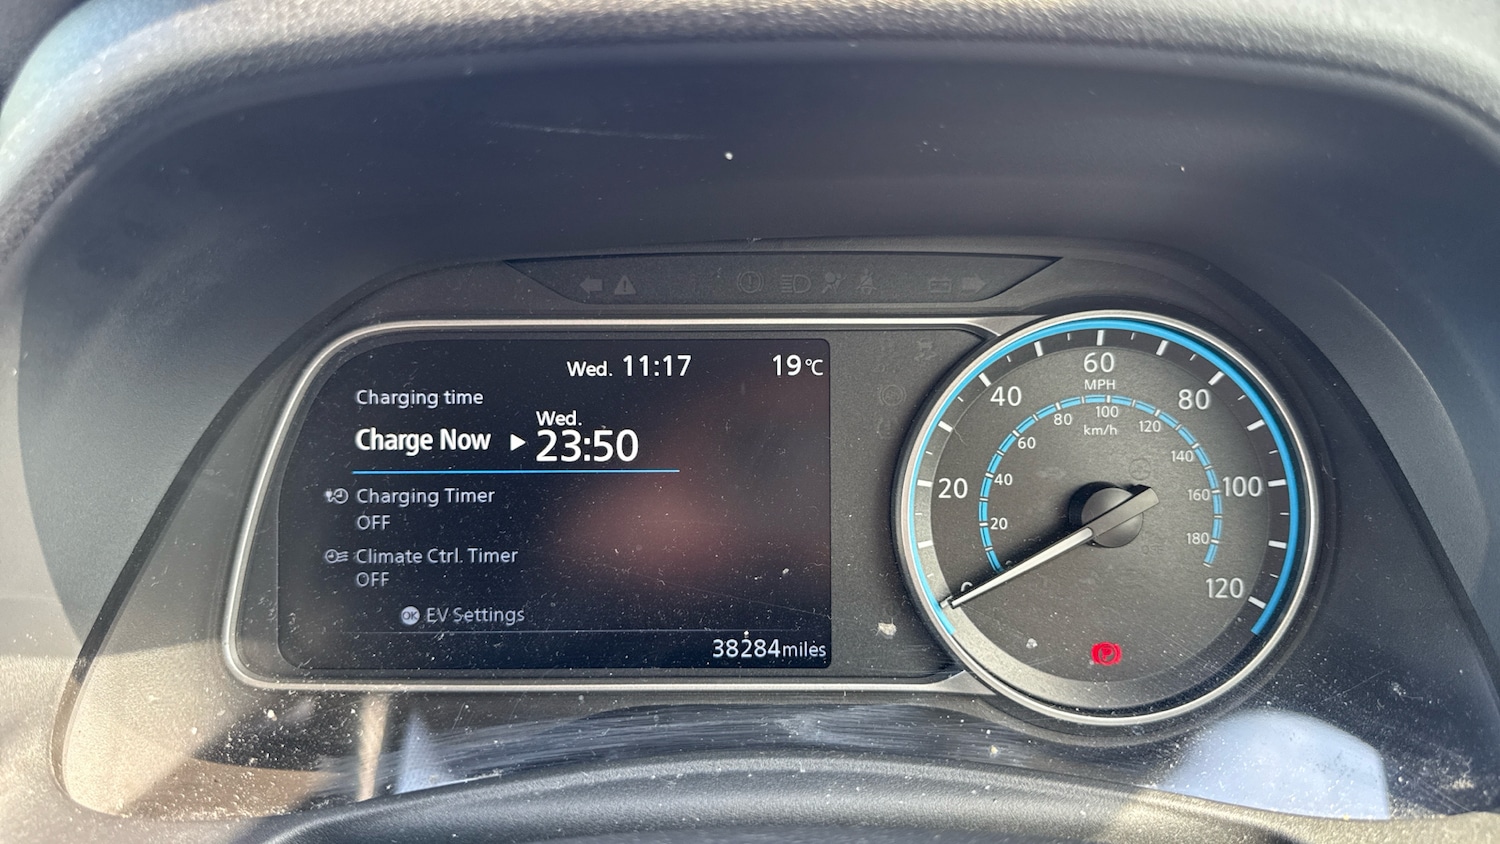 Wed. 11:17 19°C
Charging time
Wed.
Charge Now ▶ 23:50
Charging Timer
OFF
Climate Ctrl. Timer
OFF
OK EV Settings
38284miles
0 20 40 60 80 100 120
MPH
20 40 60 80 100 120 140 160 180
km/h